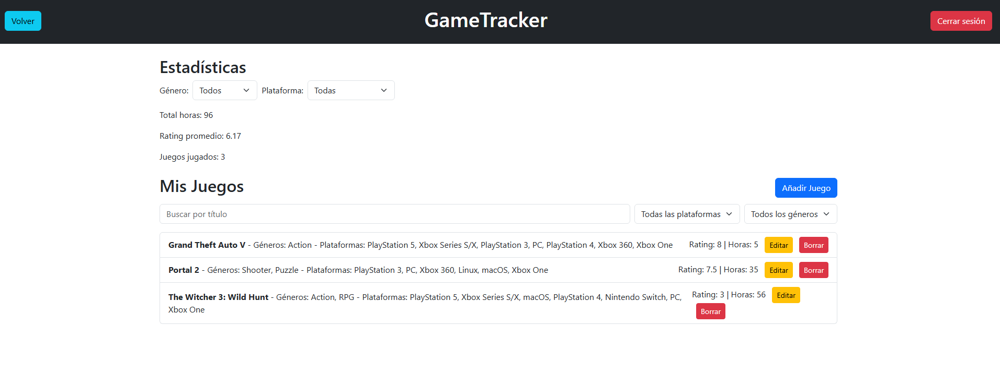 Volver
GameTracker
Cerrar sesión
Estadísticas
Género: Todos Plataforma: Todas
Total horas: 96
Rating promedio: 6.17
Juegos jugados: 3
Mis Juegos
Añadir Juego
Buscar por título Todas las plataformas Todos los géneros
Grand Theft Auto V - Géneros: Action - Plataformas: PlayStation 5, Xbox Series S/X, PlayStation 3, PC, PlayStation 4, Xbox 360, Xbox One Rating: 8 | Horas: 5 Editar Borrar
Portal 2 - Géneros: Shooter, Puzzle - Plataformas: PlayStation 3, PC, Xbox 360, Linux, macOS, Xbox One Rating: 7.5 | Horas: 35 Editar Borrar
The Witcher 3: Wild Hunt - Géneros: Action, RPG - Plataformas: PlayStation 5, Xbox Series S/X, macOS, PlayStation 4, Nintendo Switch, PC,
Xbox One
Rating: 3 | Horas: 56 Editar
Borrar